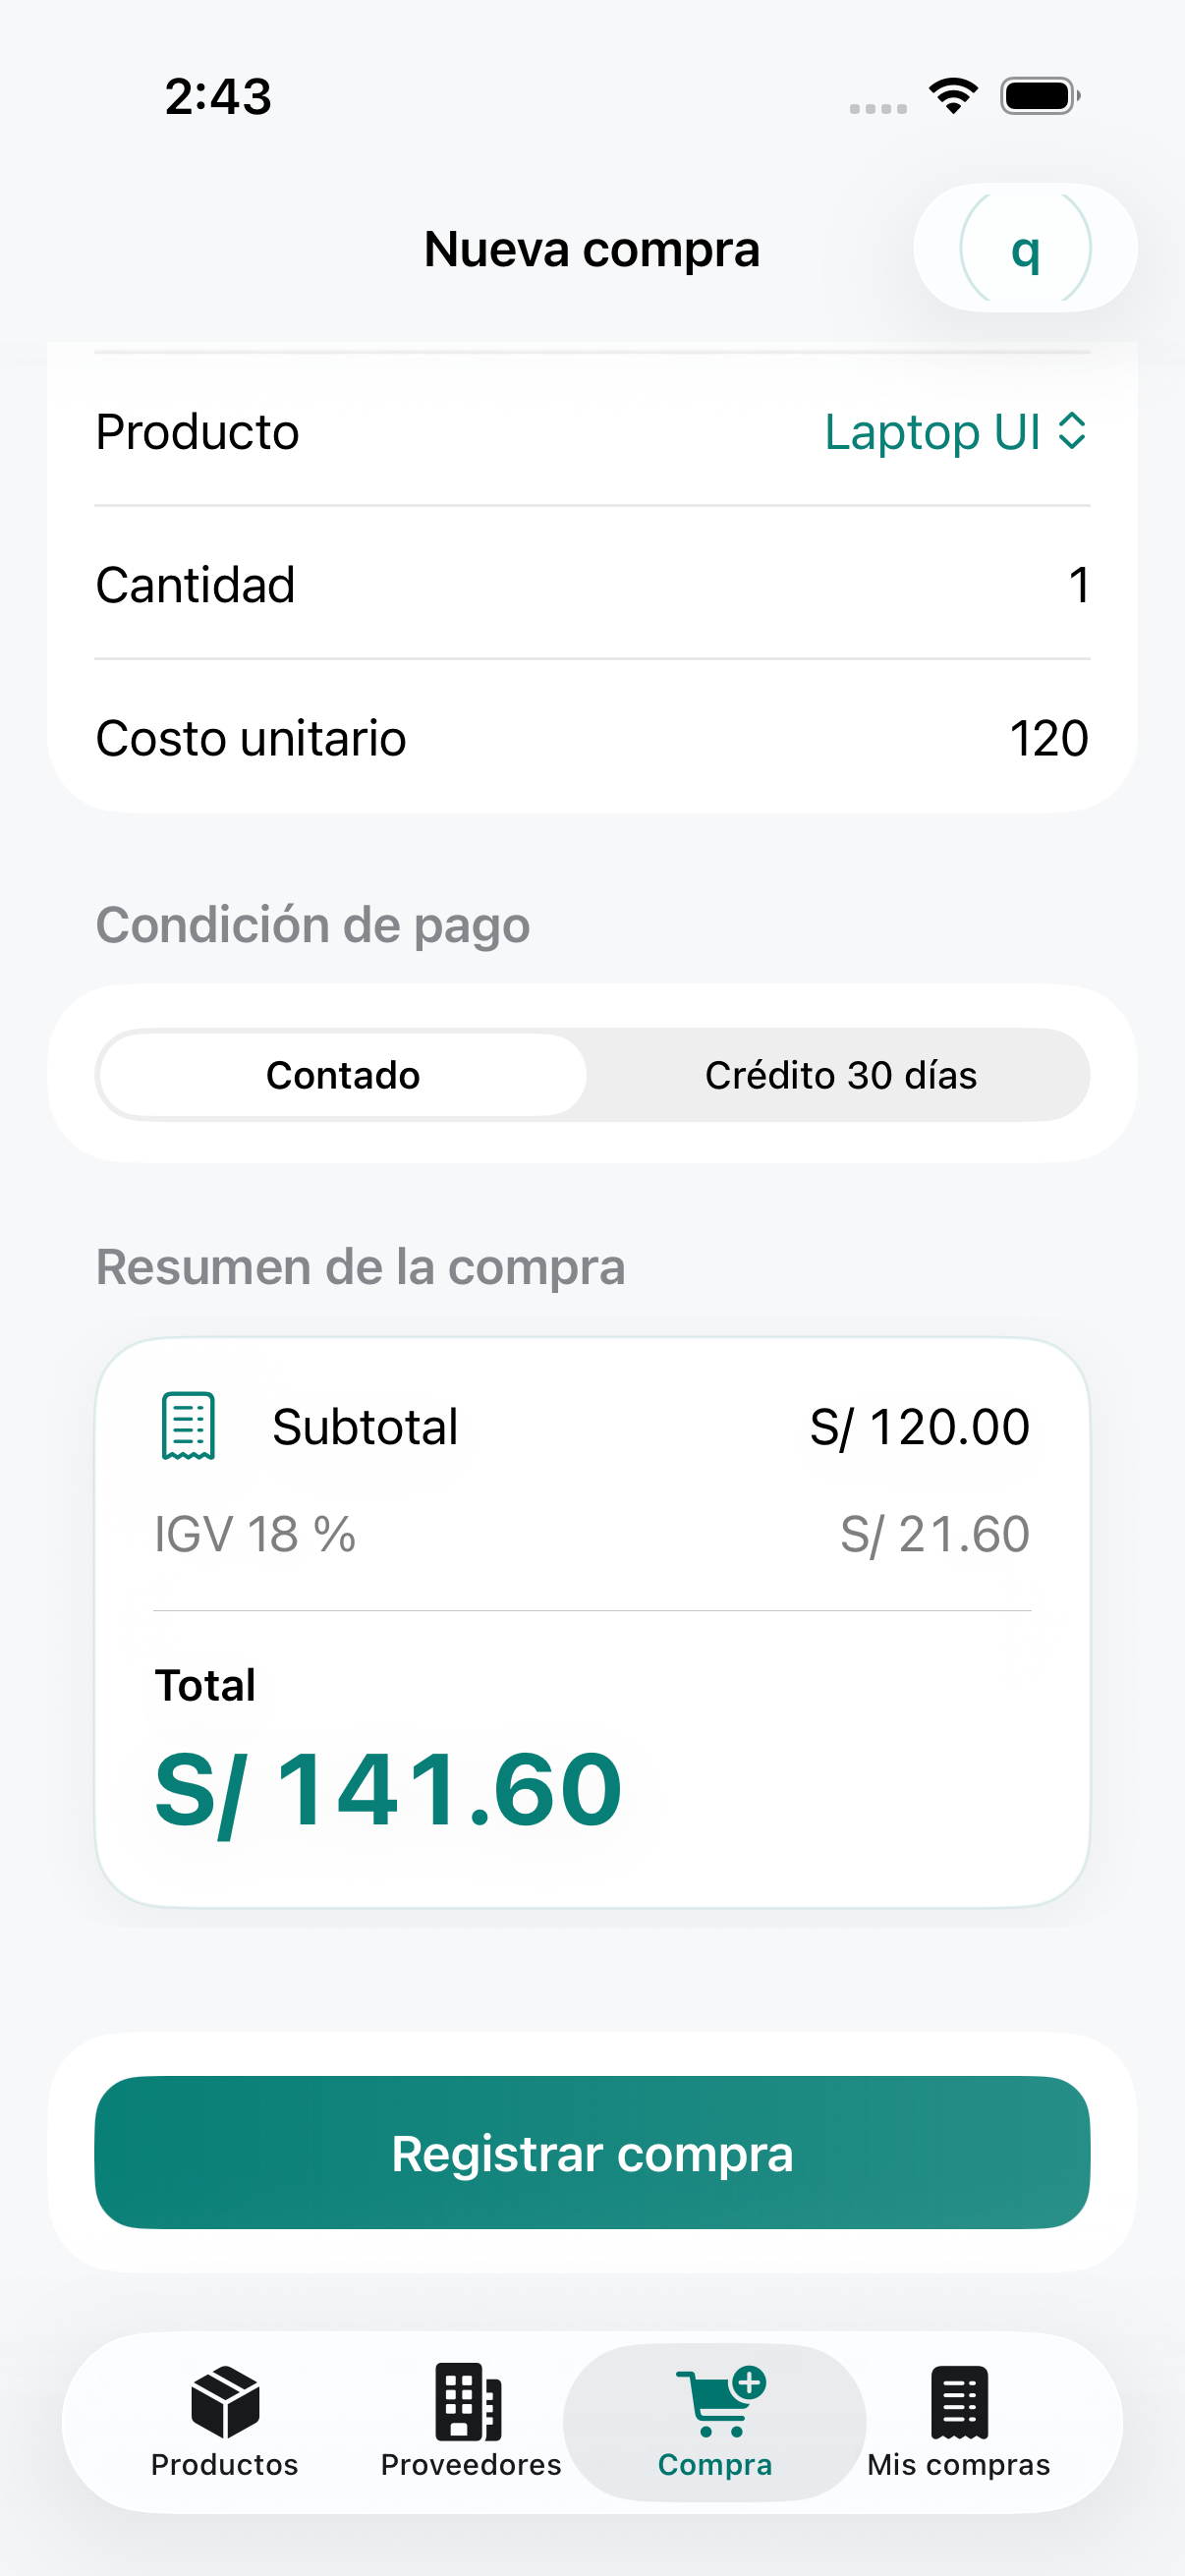 2:43
Nueva compra
q
Producto Laptop UI
Cantidad 1
Costo unitario 120
Condición de pago
Contado Crédito 30 días
Resumen de la compra
Subtotal S/ 120.00
IGV 18 % S/ 21.60
Total
S/ 141.60
Registrar compra
Productos Proveedores Compra Mis compras